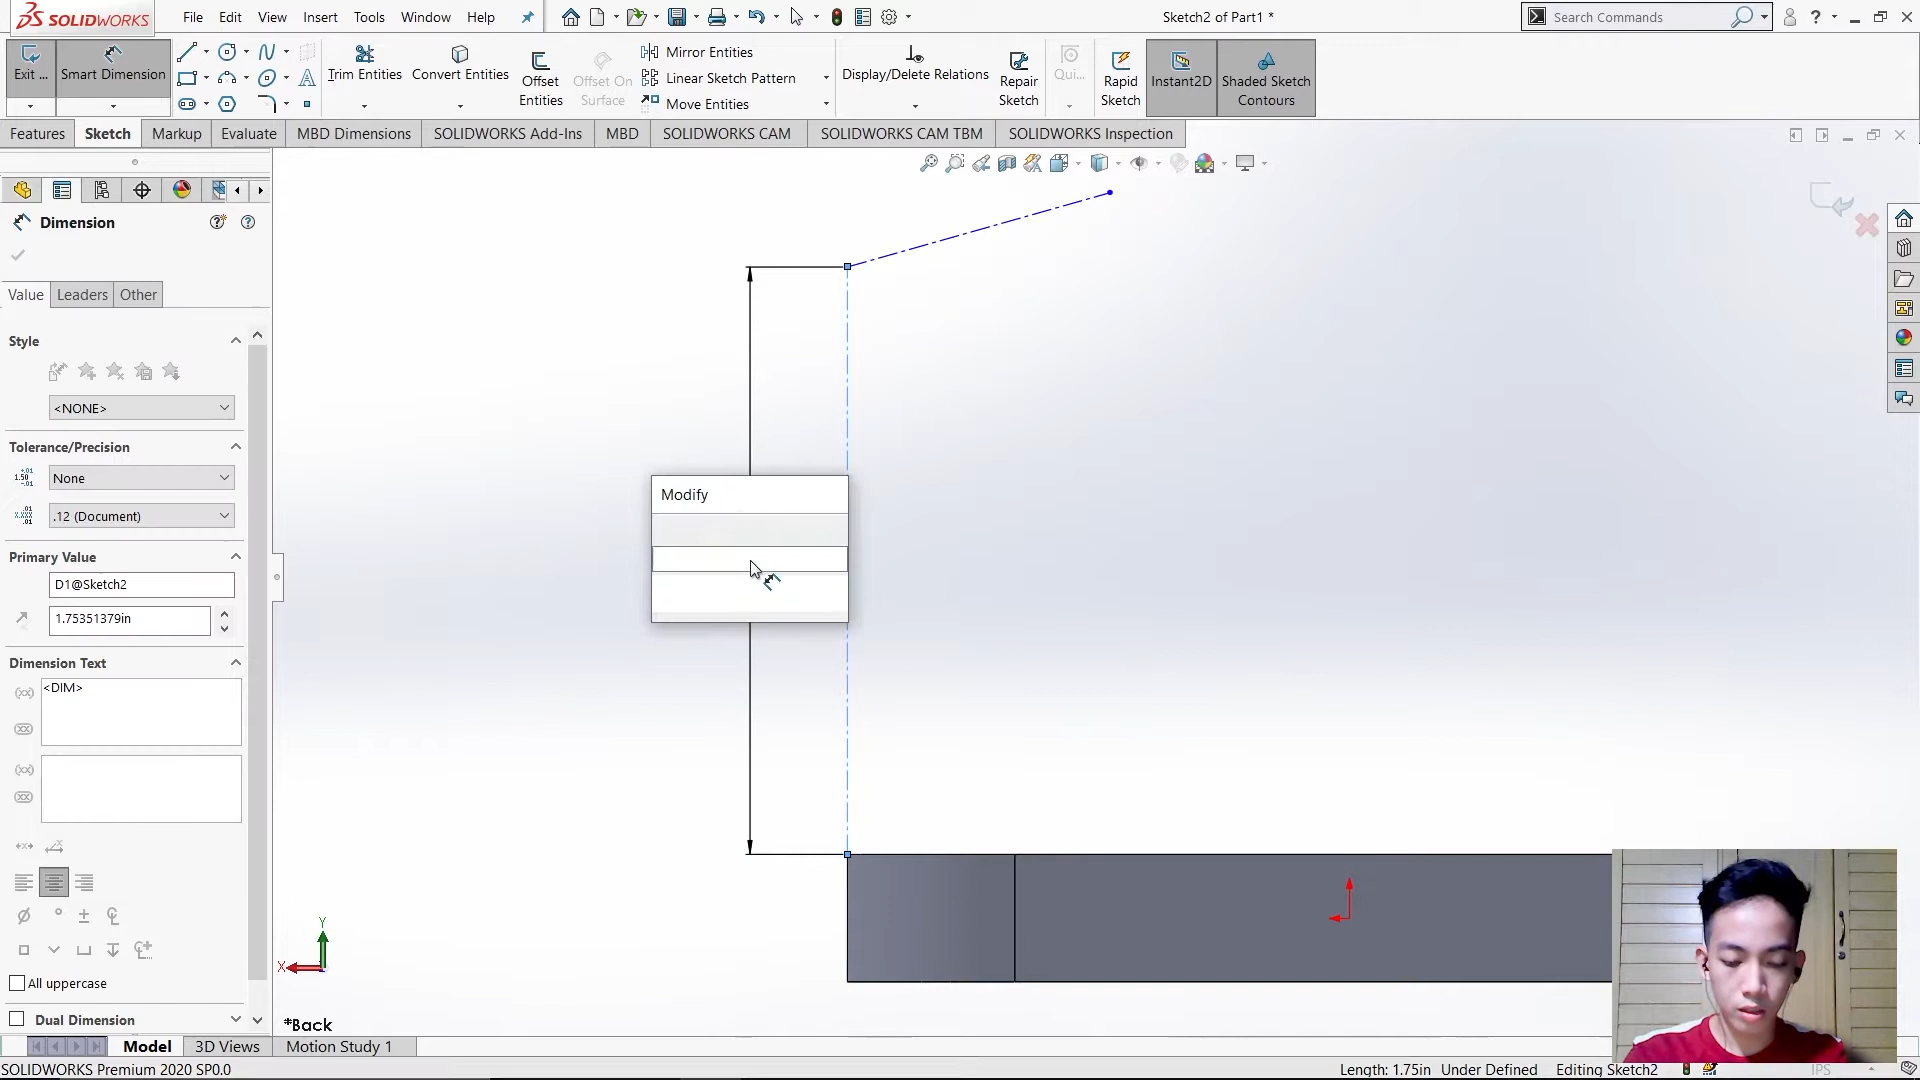 SOLIDWORKS File Edit View Insert Tools Window Help Sketch2 of Part1 * Search Commands
Exit ... Smart Dimension Trim Entities Convert Entities Offset Entities Offset On Surface Mirror Entities Display/Delete Relations Repair Sketch Qui... Rapid Sketch Instant2D Shaded Sketch Contours
Linear Sketch Pattern
Move Entities
Features Sketch Markup Evaluate MBD Dimensions SOLIDWORKS Add-Ins MBD SOLIDWORKS CAM SOLIDWORKS CAM TBM SOLIDWORKS Inspection
Dimension
Value Leaders Other
Style
<NONE>
Tolerance/Precision
None
.12 (Document)
Primary Value
D1@Sketch2
1.75351379in
Dimension Text
<DIM>
All uppercase
Dual Dimension
Modify
Y
X
*Back
Model 3D Views Motion Study 1
SOLIDWORKS Premium 2020 SP0.0 Length: 1.75in Under Defined Editing Sketch2 IPS